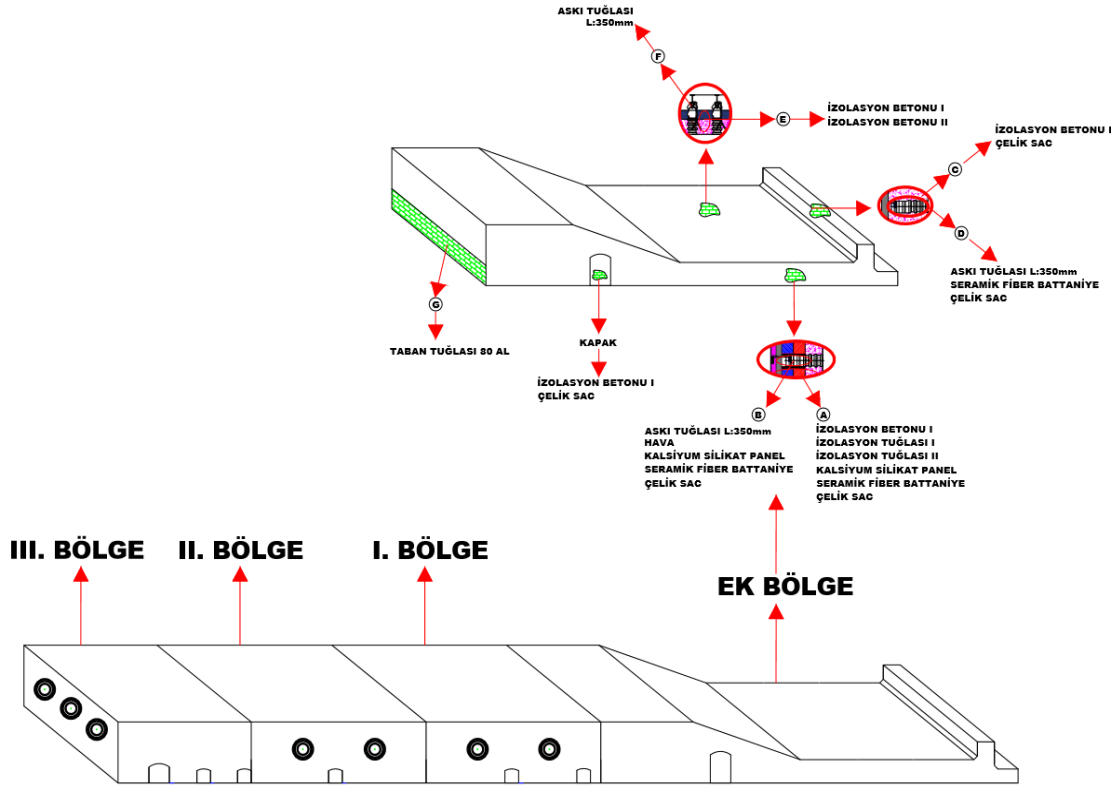 ASKI TUĞLASI
L:350mm
F
E
İZOLASYON BETONU I
İZOLASYON BETONU II
İZOLASYON BETONU I
ÇELİK SAC
C
D
ASKI TUĞLASI L:350mm
SERAMİK FİBER BATTANİYE
ÇELİK SAC
G
TABAN TUĞLASI 80 AL
KAPAK
İZOLASYON BETONU I
ÇELİK SAC
B
A
ASKI TUĞLASI L:350mm
HAVA
KALSİYUM SİLİKAT PANEL
SERAMİK FİBER BATTANİYE
ÇELİK SAC
İZOLASYON BETONU I
İZOLASYON TUĞLASI I
İZOLASYON TUĞLASI II
KALSİYUM SİLİKAT PANEL
SERAMİK FİBER BATTANİYE
ÇELİK SAC
III. BÖLGE
II. BÖLGE
I. BÖLGE
EK BÖLGE